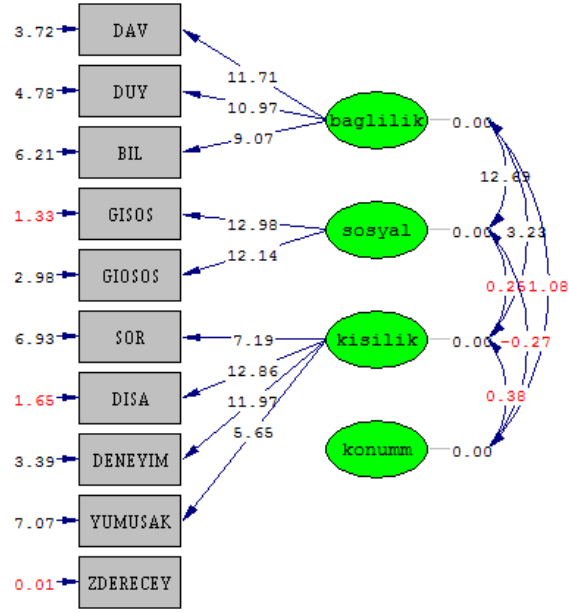 3.72 DAV
11.71
4.78 DUY
10.97
baglilik 0.00
6.21 BIL
9.07
12.69
1.33 GISOS
12.98
sosyal 0.00 3.23
2.98 GIOSOS
12.14
0.25 1.08
6.93 SOR
7.19
kisilik 0.00 -0.27
12.86
1.65 DISA
11.97
0.38
5.65
3.39 DENEYIM
konumm 0.00
7.07 YUMUSAK
0.01 ZDERECEY